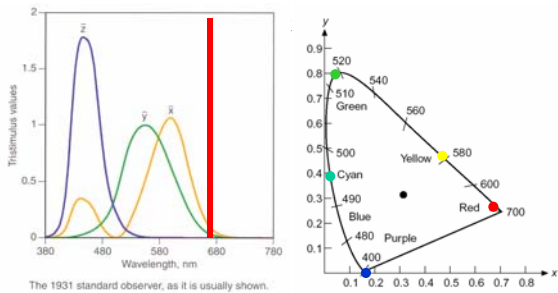 2
1.5
1
0.5
0
z̄
ȳ
x̄
Tristimulus values
380
480
580
680
780
Wavelength, nm
The 1931 standard observer, as it is usually shown.
y
0.9
0.8
0.7
0.6
0.5
0.4
0.3
0.2
0.1
520
540
510
Green
560
500
Yellow
580
Cyan
600
490
Blue
Red
700
480
Purple
400
0.1 0.2 0.3 0.4 0.5 0.6 0.7 0.8
x